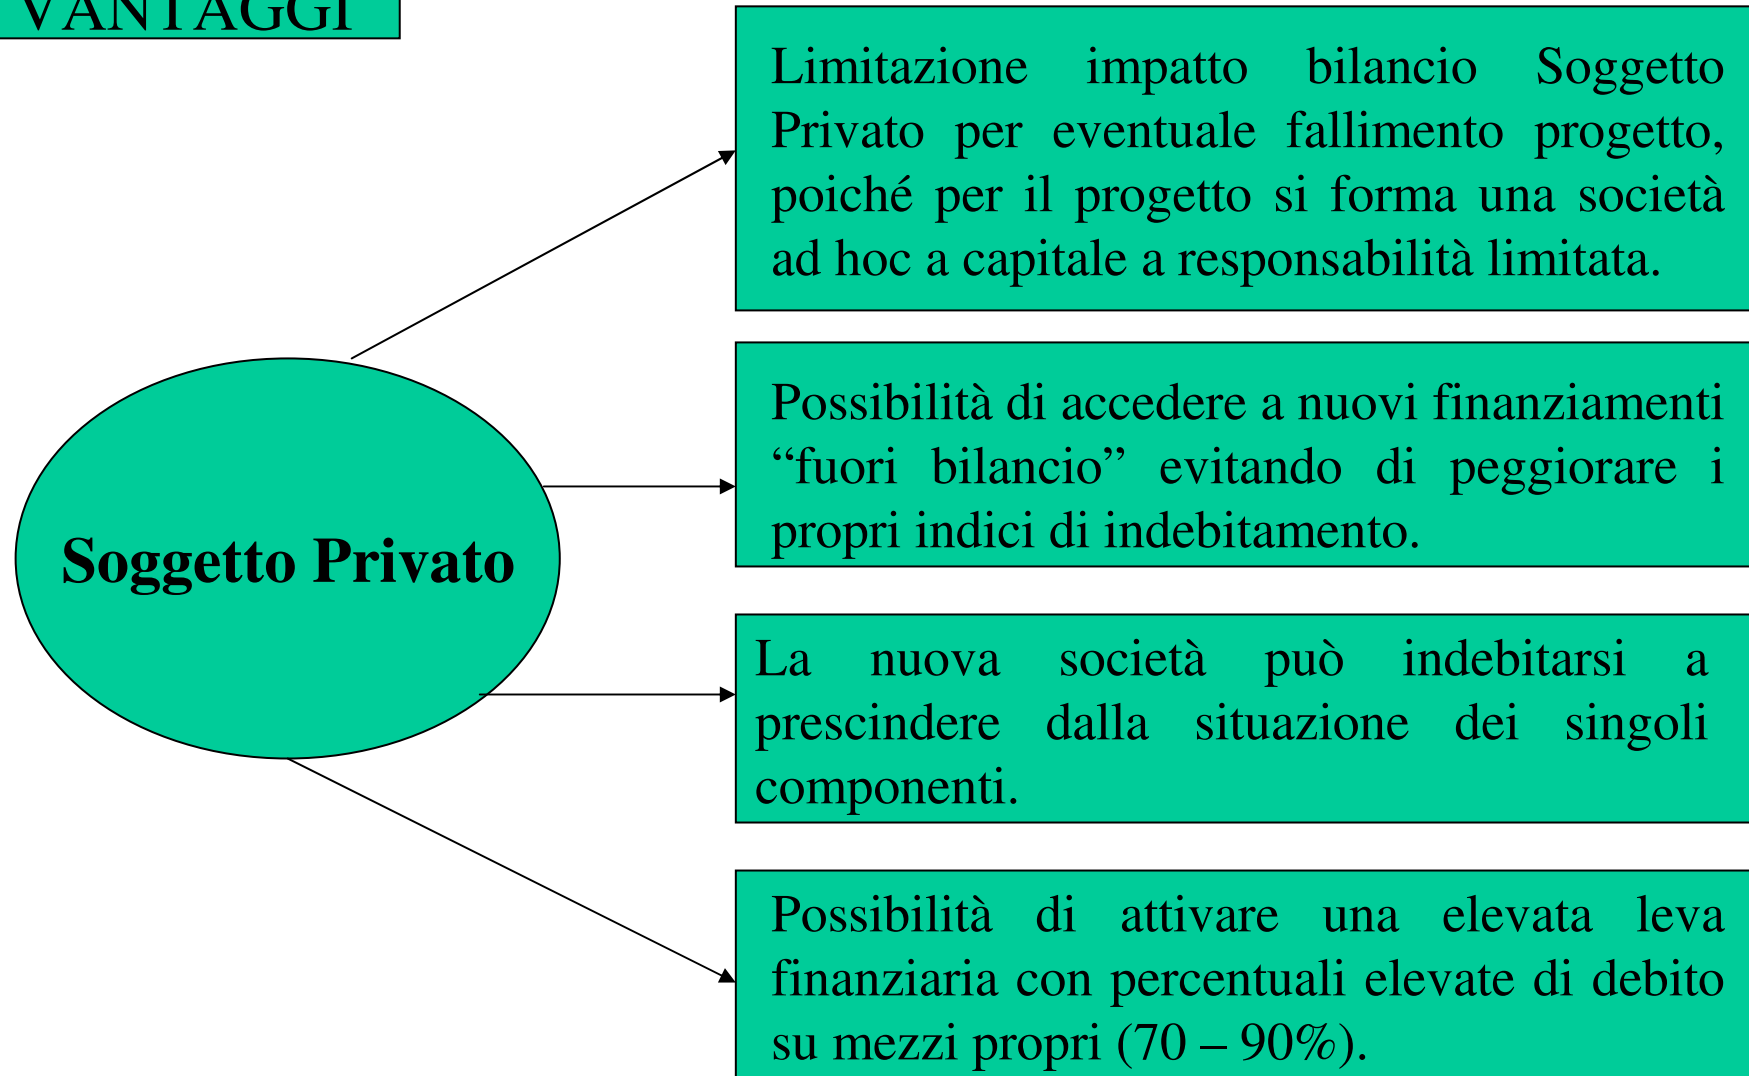 VANTAGGI
Limitazione impatto bilancio Soggetto
Privato per eventuale fallimento progetto,
poiché per il progetto si forma una società
ad hoc a capitale a responsabilità limitata.
Possibilità di accedere a nuovi finanziamenti
“fuori bilancio” evitando di peggiorare i
propri indici di indebitamento.
Soggetto Privato
La nuova società può indebitarsi a
prescindere dalla situazione dei singoli
componenti.
Possibilità di attivare una elevata leva
finanziaria con percentuali elevate di debito
su mezzi propri (70 – 90%).